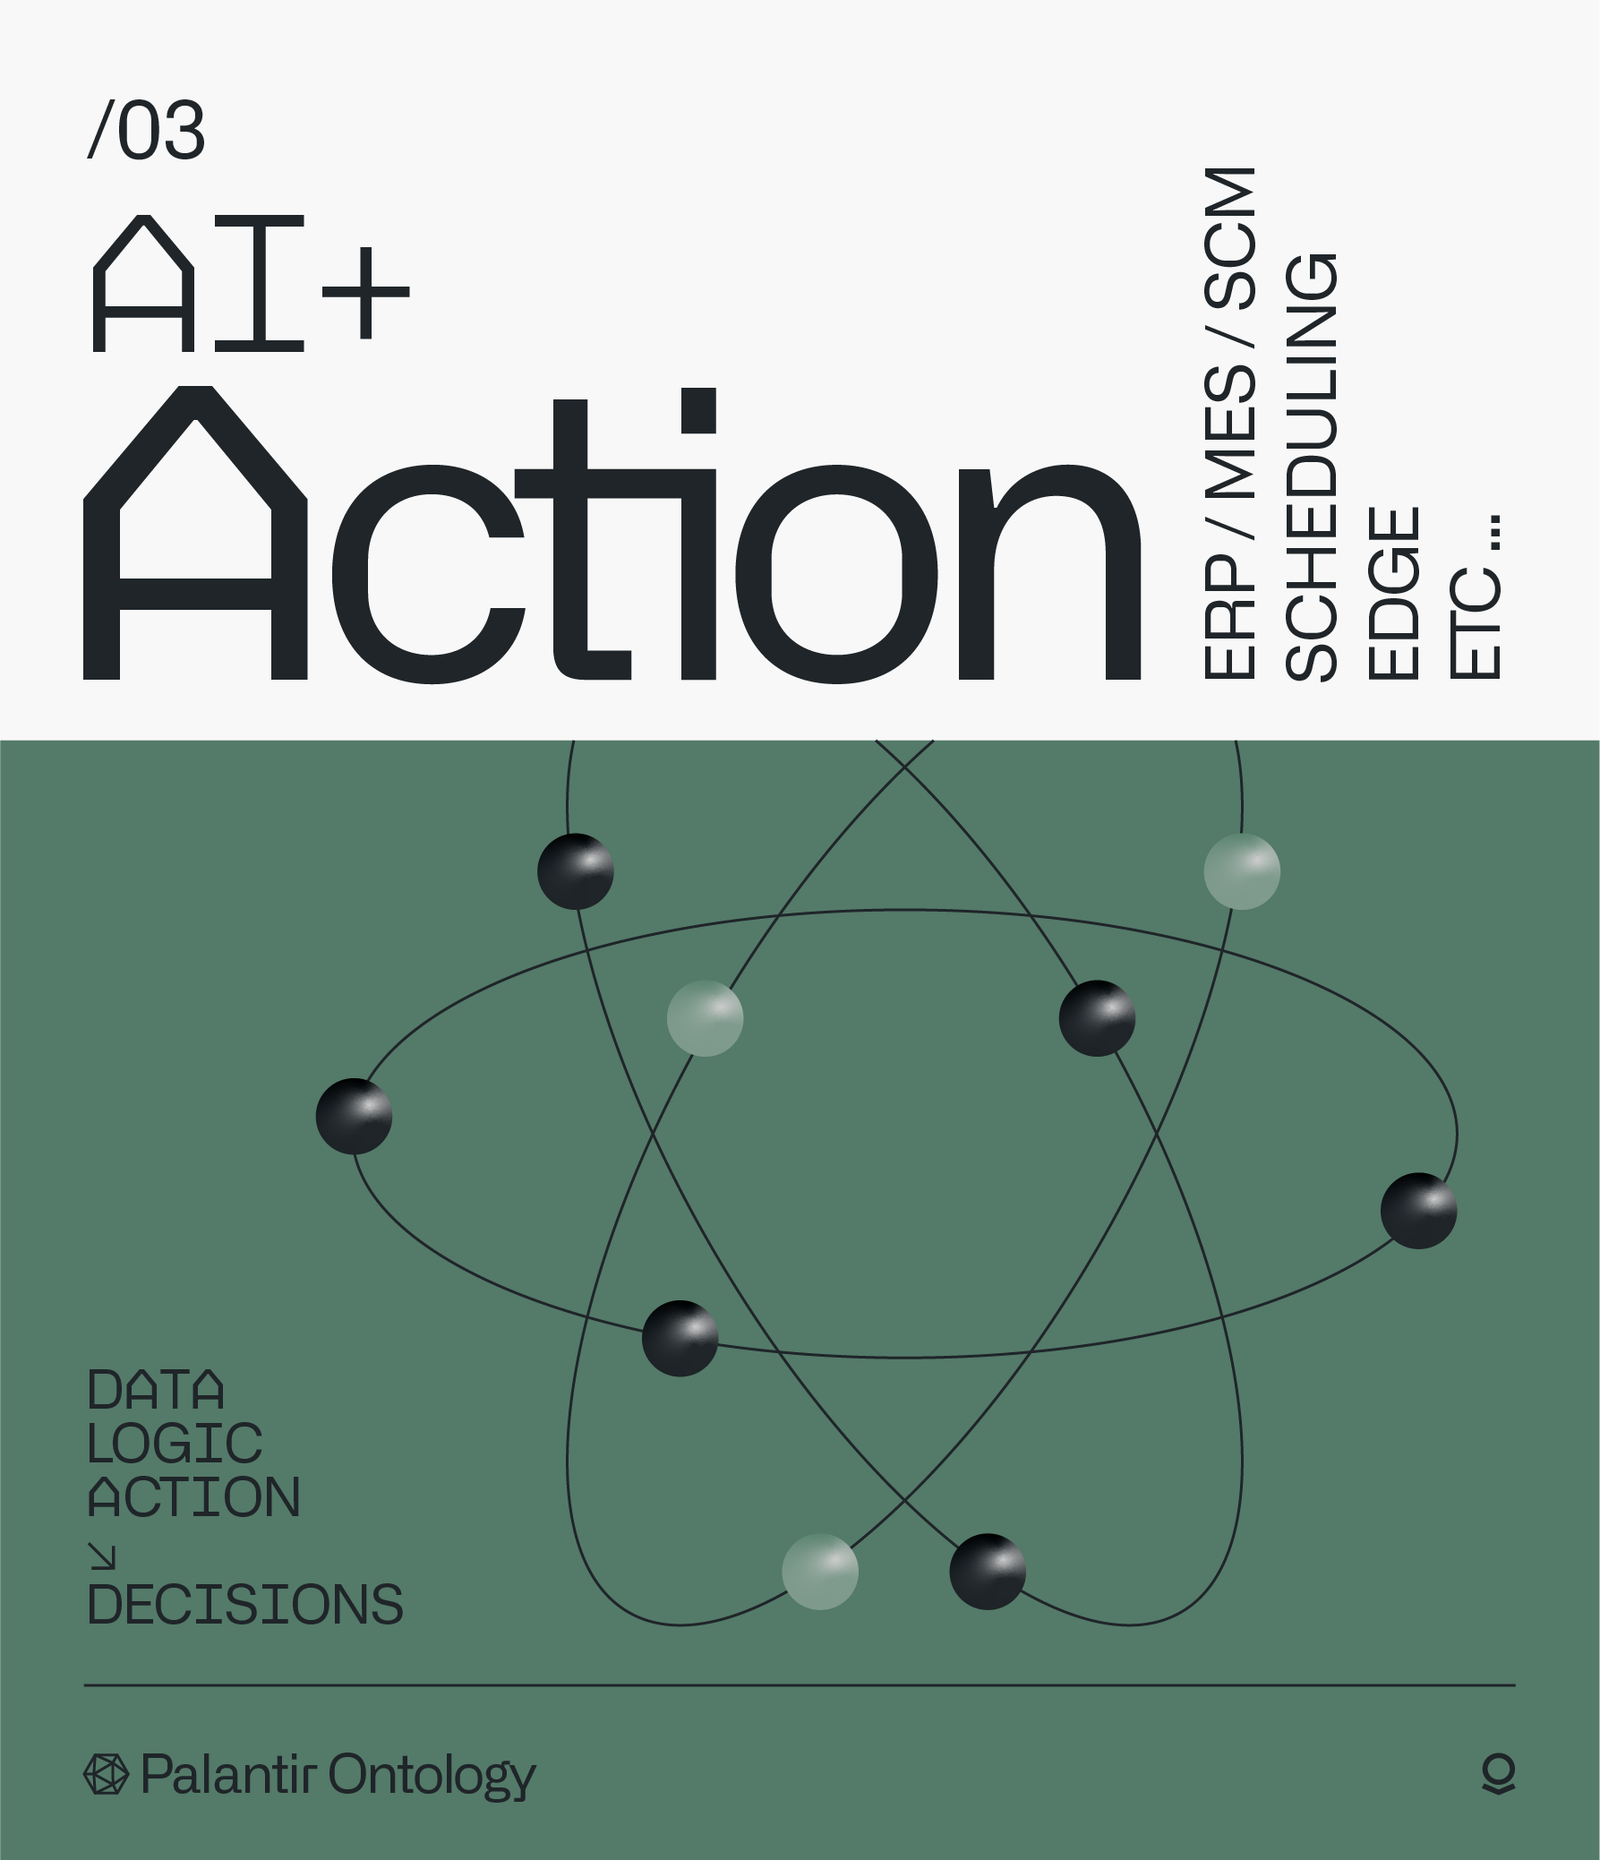 /03
AI+
Action
ERP / MES / SCM
SCHEDULING
EDGE
ETC ...
DATA
LOGIC
ACTION
↘
DECISIONS
Palantir Ontology